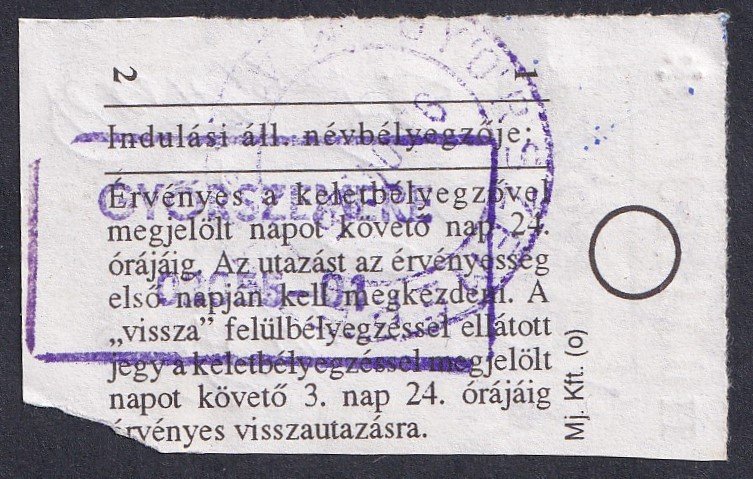 2 1
Indulási áll. névbélyegzője:
GYŐRSZEMERE
Érvényes a keletbélyegzővel
megjelölt napot követő nap 24.
órájáig. Az utazást az érvényesség
első napján kell megkezdeni. A
„vissza” felülbélyegzéssel ellátott
jegy a keletbélyegzéssel megjelölt
napot követő 3. nap 24. órájáig
érvényes visszautazásra.
Mj. Kft. (o)